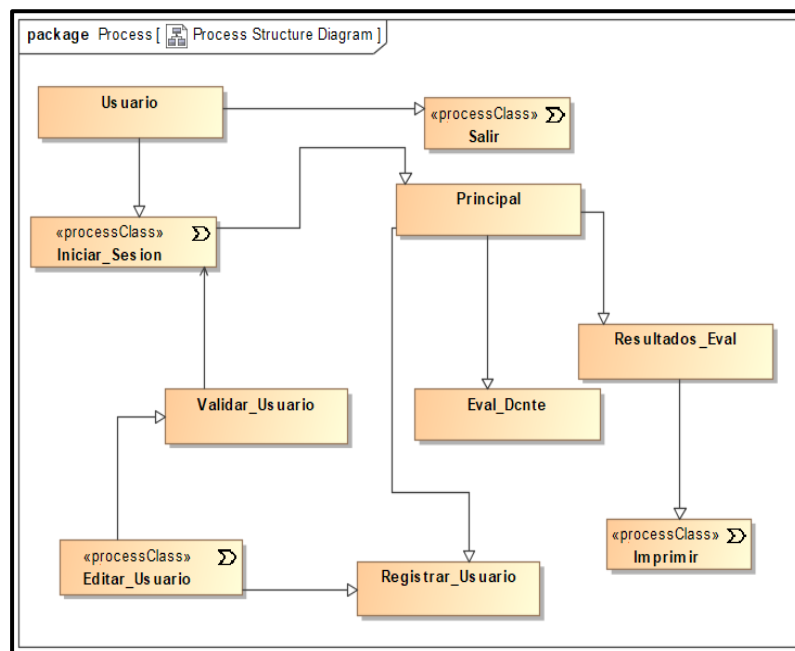 package Process [ Process Structure Diagram ]
Usuario
«processClass»
Salir
Principal
«processClass»
Iniciar_Sesion
Resultados_Eval
Validar_Usuario
Eval_Dcnte
«processClass»
Imprimir
«processClass»
Editar_Usuario
Registrar_Usuario